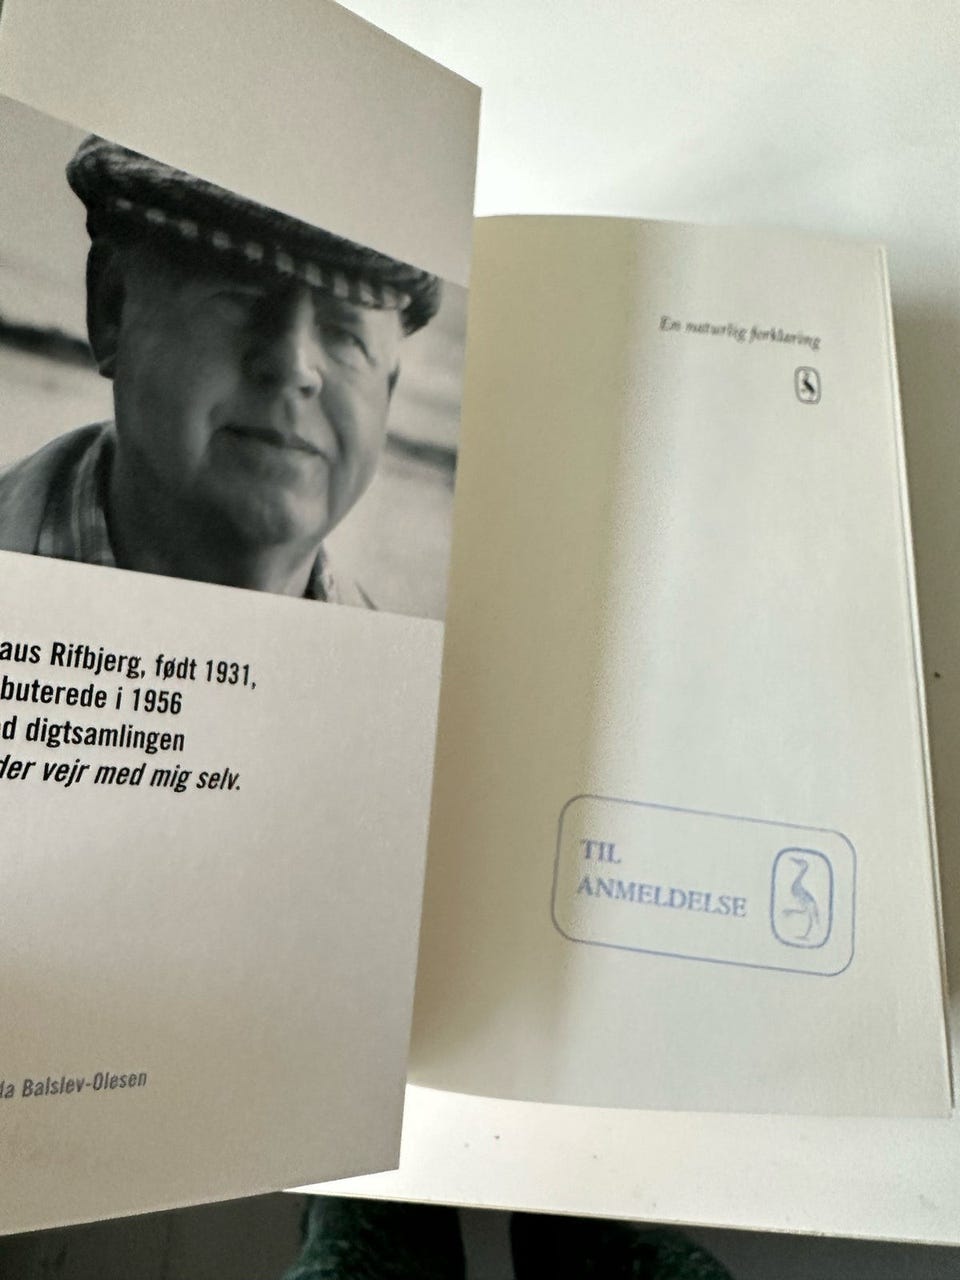 aus Rifbjerg, født 1931,
buterede i 1956
d digtsamlingen
der vejr med mig selv.
da Balslev-Olesen
En naturlig forklaring
TIL
ANMELDELSE